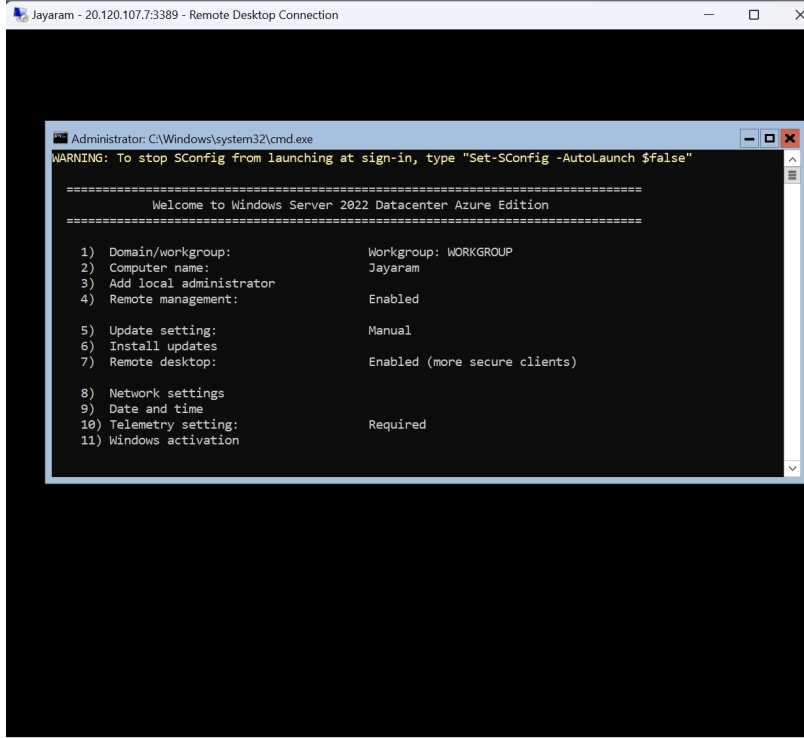 Jayaram - 20.120.107.7:3389 - Remote Desktop Connection
Administrator: C:\Windows\system32\cmd.exe
WARNING: To stop SConfig from launching at sign-in, type "Set-SConfig -AutoLaunch $false"
================================================================================
Welcome to Windows Server 2022 Datacenter Azure Edition
================================================================================
1) Domain/workgroup: Workgroup: WORKGROUP
2) Computer name: Jayaram
3) Add local administrator
4) Remote management: Enabled
5) Update setting: Manual
6) Install updates
7) Remote desktop: Enabled (more secure clients)
8) Network settings
9) Date and time
10) Telemetry setting: Required
11) Windows activation